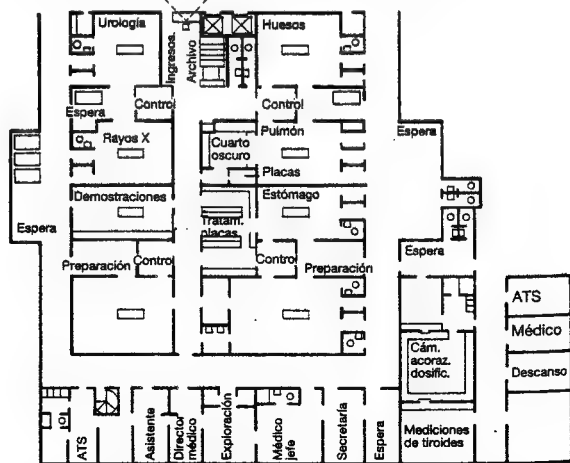 Urología
Ingresos.
Archivo
Huesos
Espera
Control
Control
Rayos X
Cuarto
oscuro
Pulmón
Espera
Placas
Demostraciones
Estómago
Espera
Tratam.
placas
Espera
Preparación
Control
Control
Preparación
ATS
Cám.
acoraz.
dosific.
Médico
Descanso
ATS
Asistente
Director
médico
Exploración
Médico
jefe
Secretaría
Espera
Mediciones
de tiroides